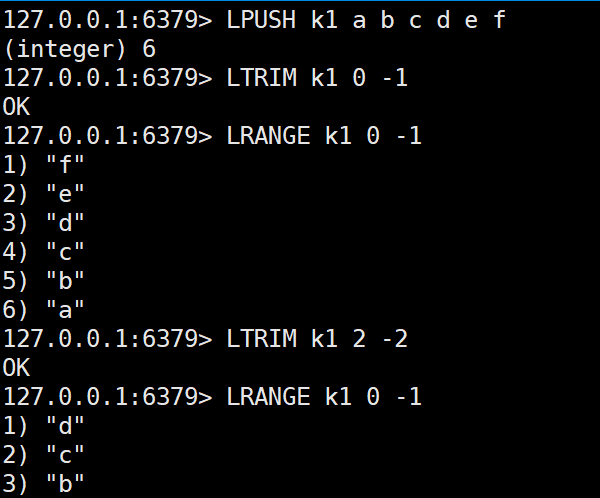 127.0.0.1:6379> LPUSH k1 a b c d e f
(integer) 6
127.0.0.1:6379> LTRIM k1 0 -1
OK
127.0.0.1:6379> LRANGE k1 0 -1
1) "f"
2) "e"
3) "d"
4) "c"
5) "b"
6) "a"
127.0.0.1:6379> LTRIM k1 2 -2
OK
127.0.0.1:6379> LRANGE k1 0 -1
1) "d"
2) "c"
3) "b"